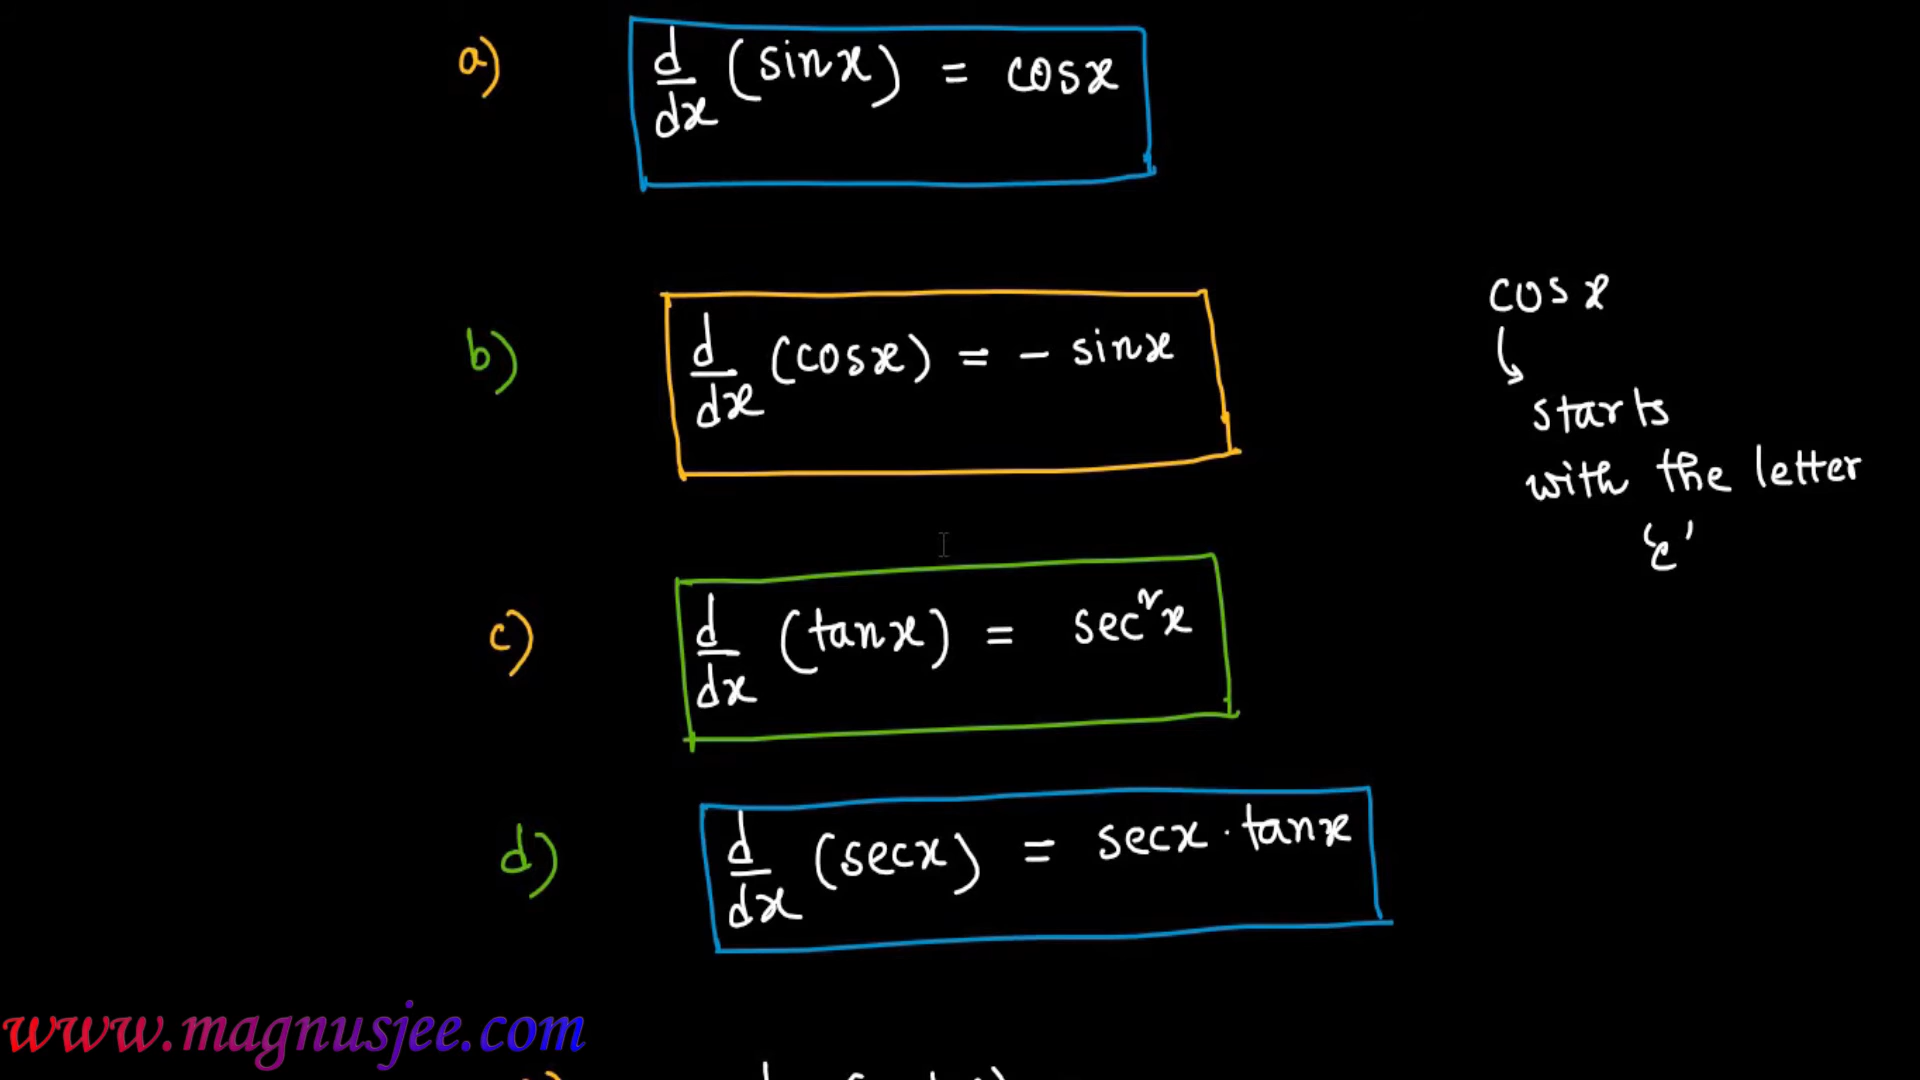 a) d/dx (sinx) = cosx
b) d/dx (cosx) = - sinx
cosx
starts
with the letter
'c'
c) d/dx (tanx) = sec²x
d) d/dx (secx) = secx · tanx
www.magnusjee.com